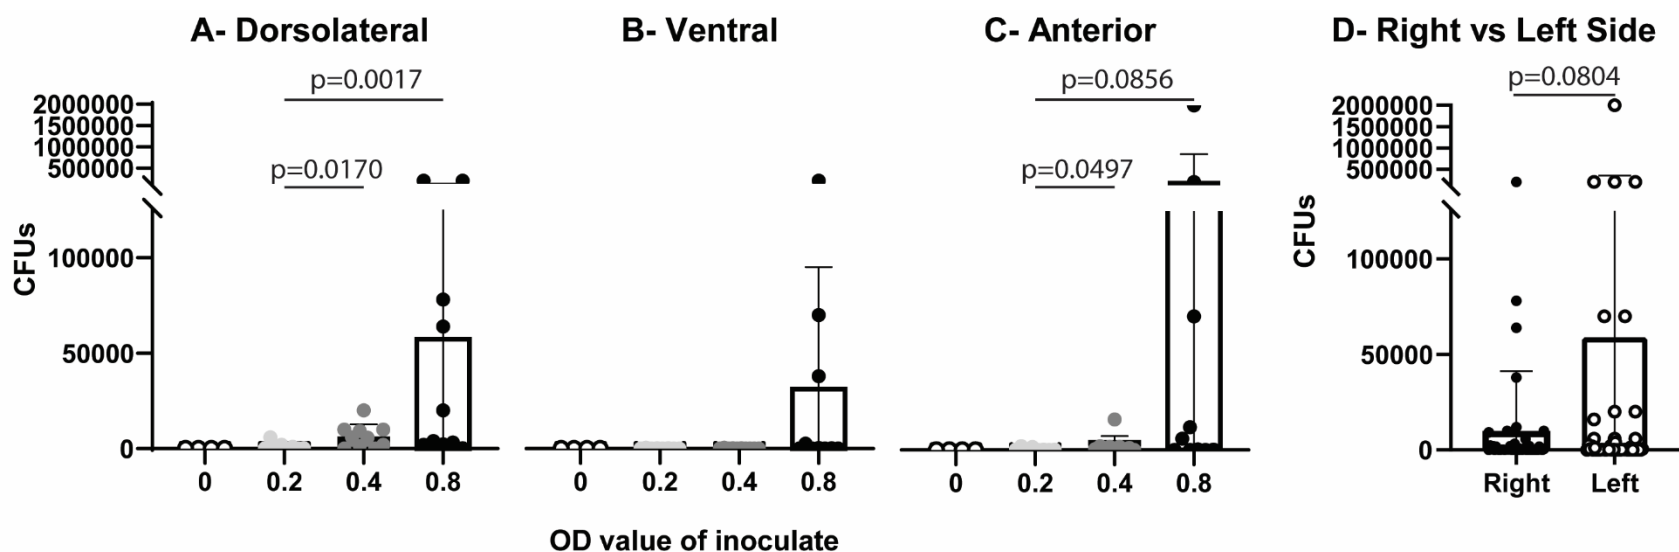 A- Dorsolateral
B- Ventral
C- Anterior
D- Right vs Left Side
p=0.0017
p=0.0170
p=0.0856
p=0.0497
p=0.0804
CFUs
2000000
1500000
1000000
500000
100000
50000
0
0 0.2 0.4 0.8
0 0.2 0.4 0.8
0 0.2 0.4 0.8
OD value of inoculate
CFUs
2000000
1500000
1000000
500000
100000
50000
0
Right Left